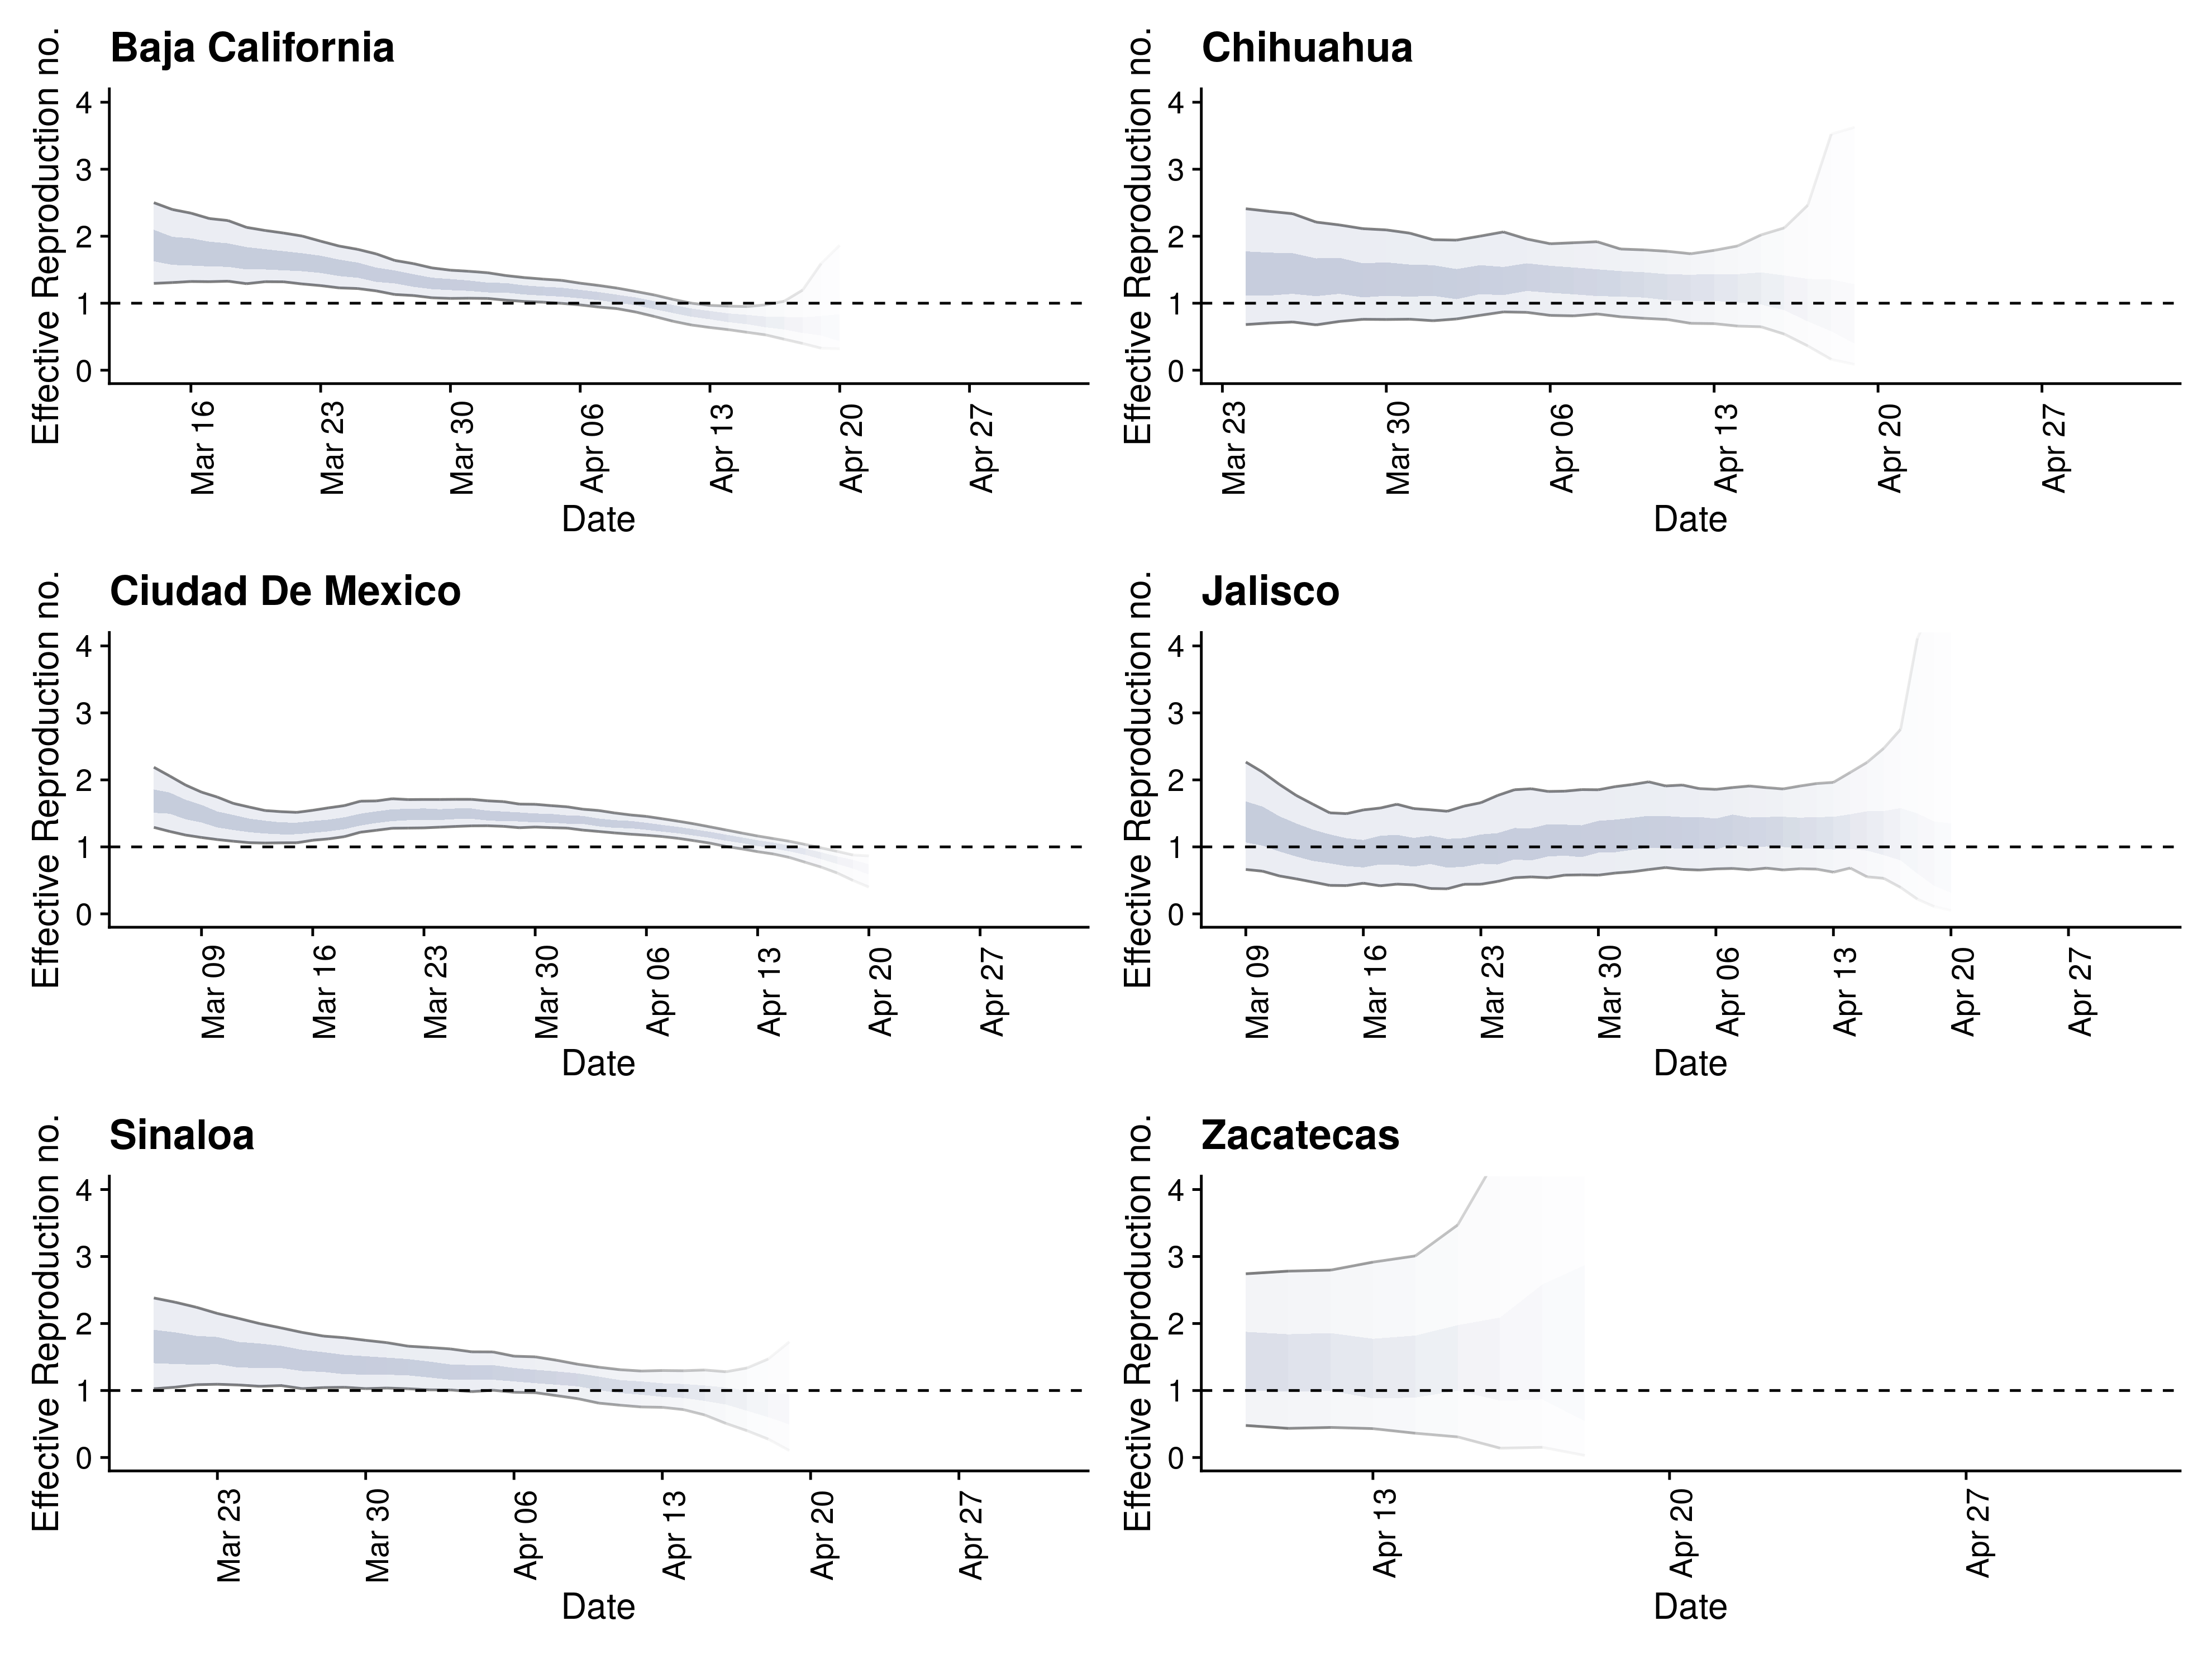 Baja California
Effective Reproduction no.
4
3
2
1
0
Mar 16
Mar 23
Mar 30
Apr 06
Apr 13
Apr 20
Apr 27
Date
Chihuahua
Effective Reproduction no.
4
3
2
1
0
Mar 23
Mar 30
Apr 06
Apr 13
Apr 20
Apr 27
Date
Ciudad De Mexico
Effective Reproduction no.
4
3
2
1
0
Mar 09
Mar 16
Mar 23
Mar 30
Apr 06
Apr 13
Apr 20
Apr 27
Date
Jalisco
Effective Reproduction no.
4
3
2
1
0
Mar 09
Mar 16
Mar 23
Mar 30
Apr 06
Apr 13
Apr 20
Apr 27
Date
Sinaloa
Effective Reproduction no.
4
3
2
1
0
Mar 23
Mar 30
Apr 06
Apr 13
Apr 20
Apr 27
Date
Zacatecas
Effective Reproduction no.
4
3
2
1
0
Apr 13
Apr 20
Apr 27
Date